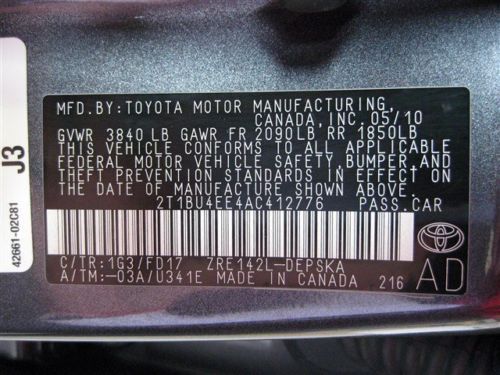 MFD.BY:TOYOTA MOTOR MANUFACTURING,
CANADA,INC.05/10
GVWR 3840 LB GAWR FR 2090LB RR 1850LB
THIS VEHICLE CONFORMS TO ALL APPLICABLE
FEDERAL MOTOR VEHICLE SAFETY,BUMPER,AND
THEFT PREVENTION STANDARDS IN EFFECT ON
THE DATE OF MANUFACTURE SHOWN ABOVE.
2T1BU4EE4AC412776 PASS.CAR
C/TR:1G3/FD17 ZRE142L-DEPSKA
A/TM:-03A/U341E MADE IN CANADA 216
AD
J3
42661-02C81